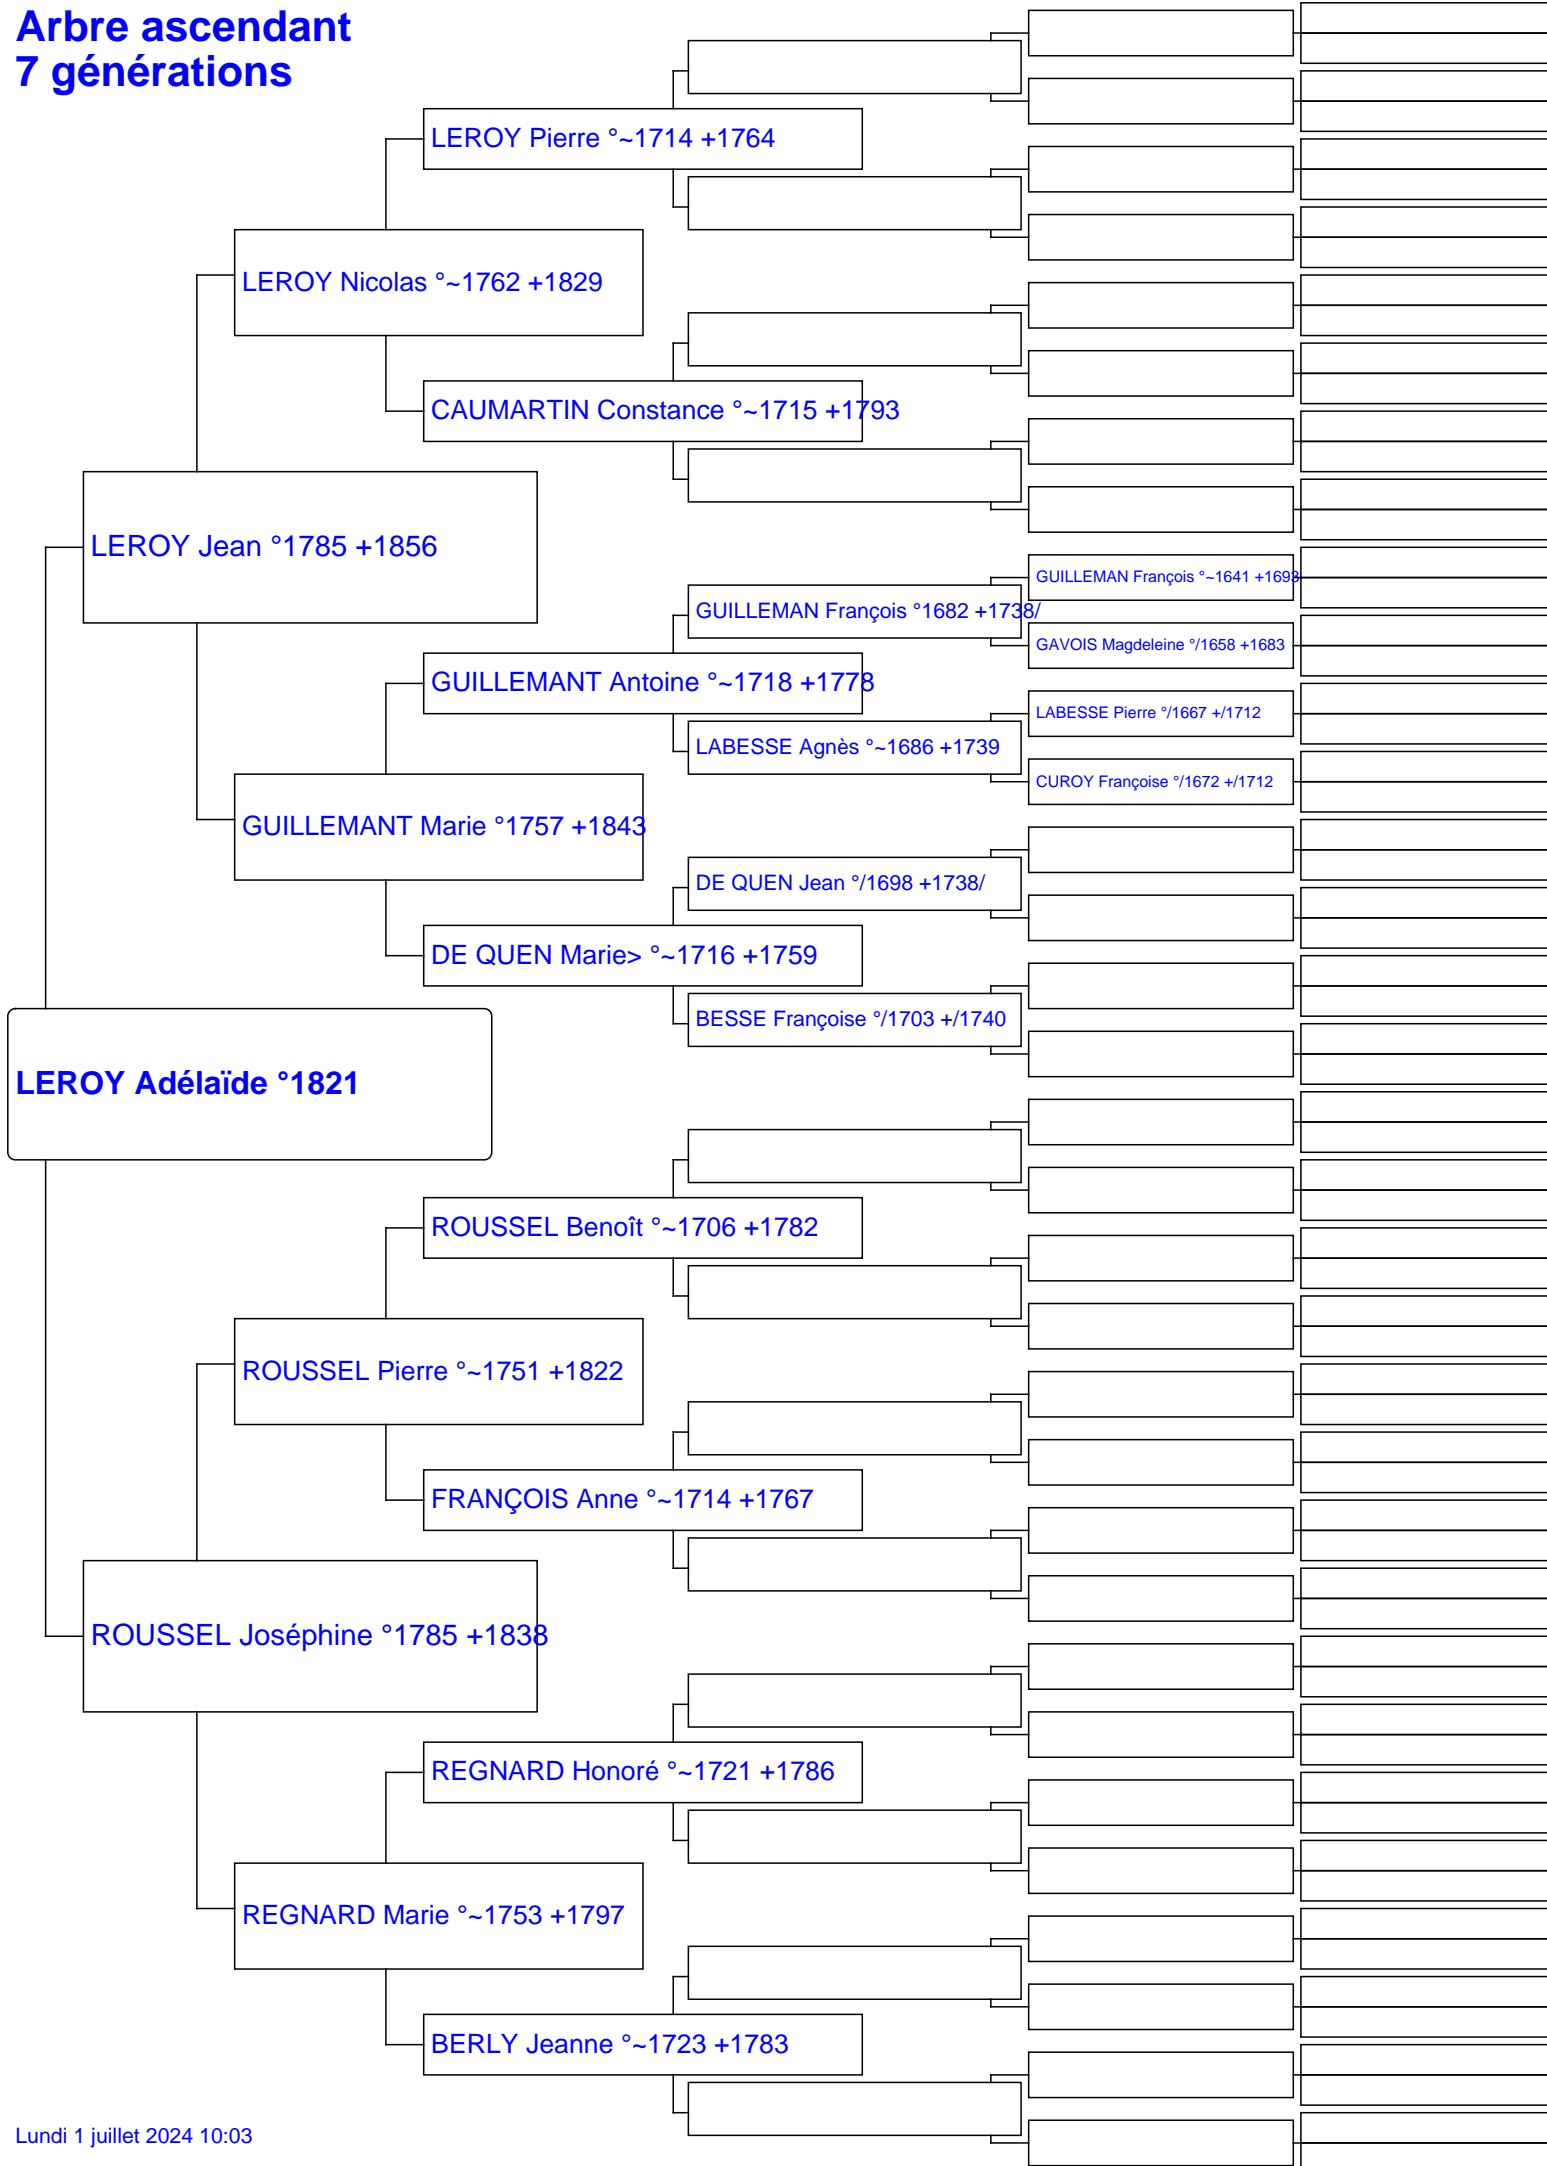 Arbre ascendant
7 générations
LEROY Pierre °~1714 +1764
LEROY Nicolas °~1762 +1829
CAUMARTIN Constance °~1715 +1793
LEROY Jean °1785 +1856
GUILLEMAN François °~1641 +1693
GUILLEMAN François °1682 +1738/
GAVOIS Magdeleine °/1658 +1683
GUILLEMANT Antoine °~1718 +1778
LABESSE Pierre °/1667 +/1712
LABESSE Agnès °~1686 +1739
CUROY Françoise °/1672 +/1712
GUILLEMANT Marie °1757 +1843
DE QUEN Jean °/1698 +1738/
DE QUEN Marie> °~1716 +1759
BESSE Françoise °/1703 +/1740
LEROY Adélaïde °1821
ROUSSEL Benoît °~1706 +1782
ROUSSEL Pierre °~1751 +1822
FRANÇOIS Anne °~1714 +1767
ROUSSEL Joséphine °1785 +1838
REGNARD Honoré °~1721 +1786
REGNARD Marie °~1753 +1797
BERLY Jeanne °~1723 +1783
Lundi 1 juillet 2024 10:03